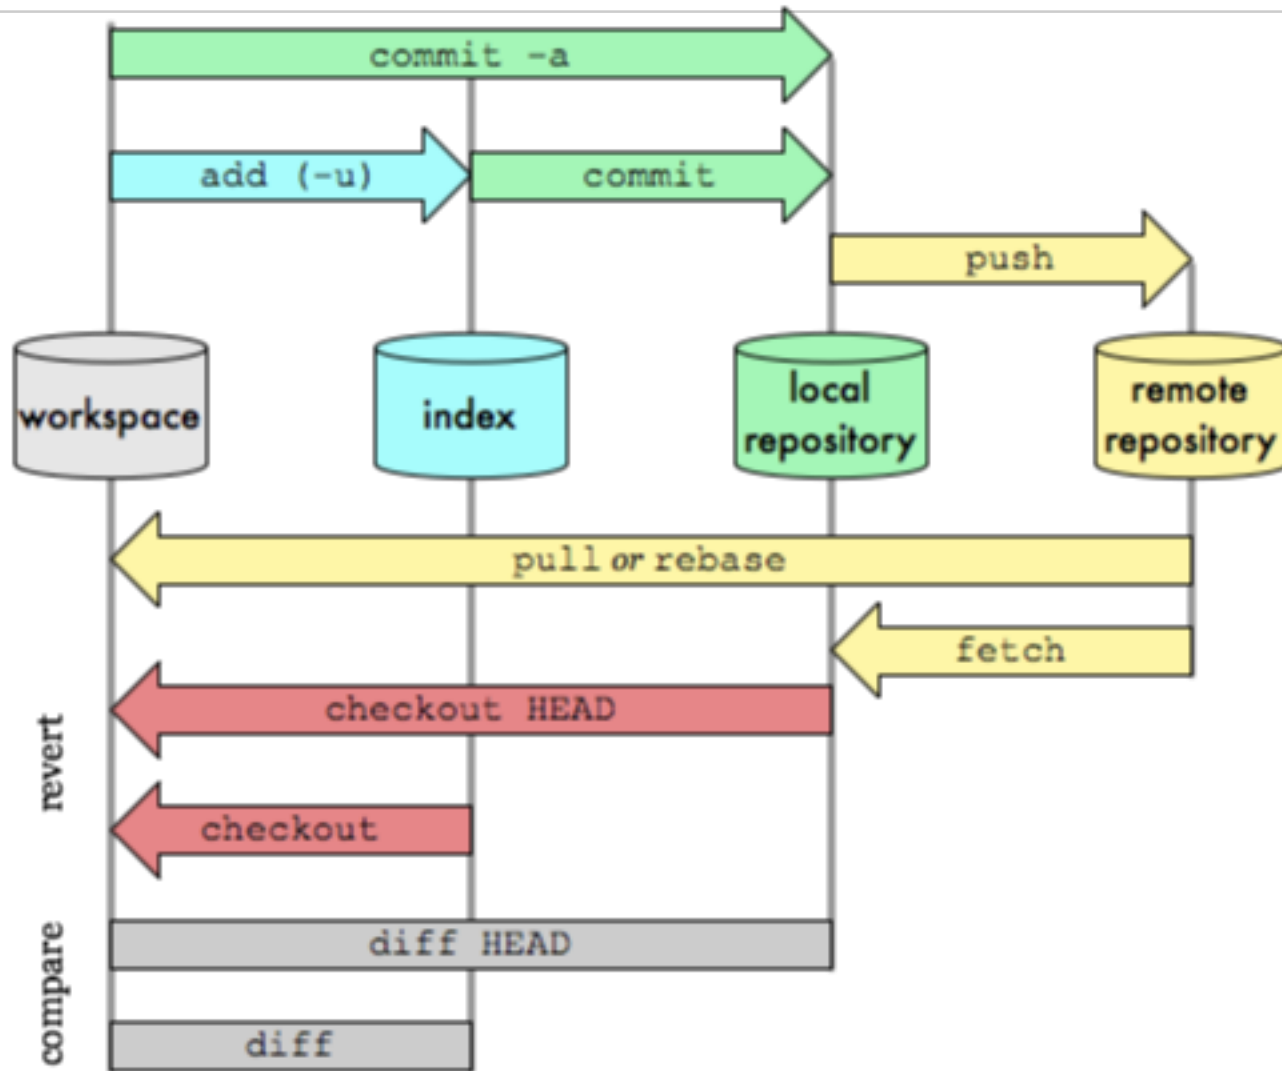 commit -a
add (-u)
commit
push
workspace
index
local
repository
remote
repository
pull or rebase
fetch
revert
checkout HEAD
checkout
compare
diff HEAD
diff